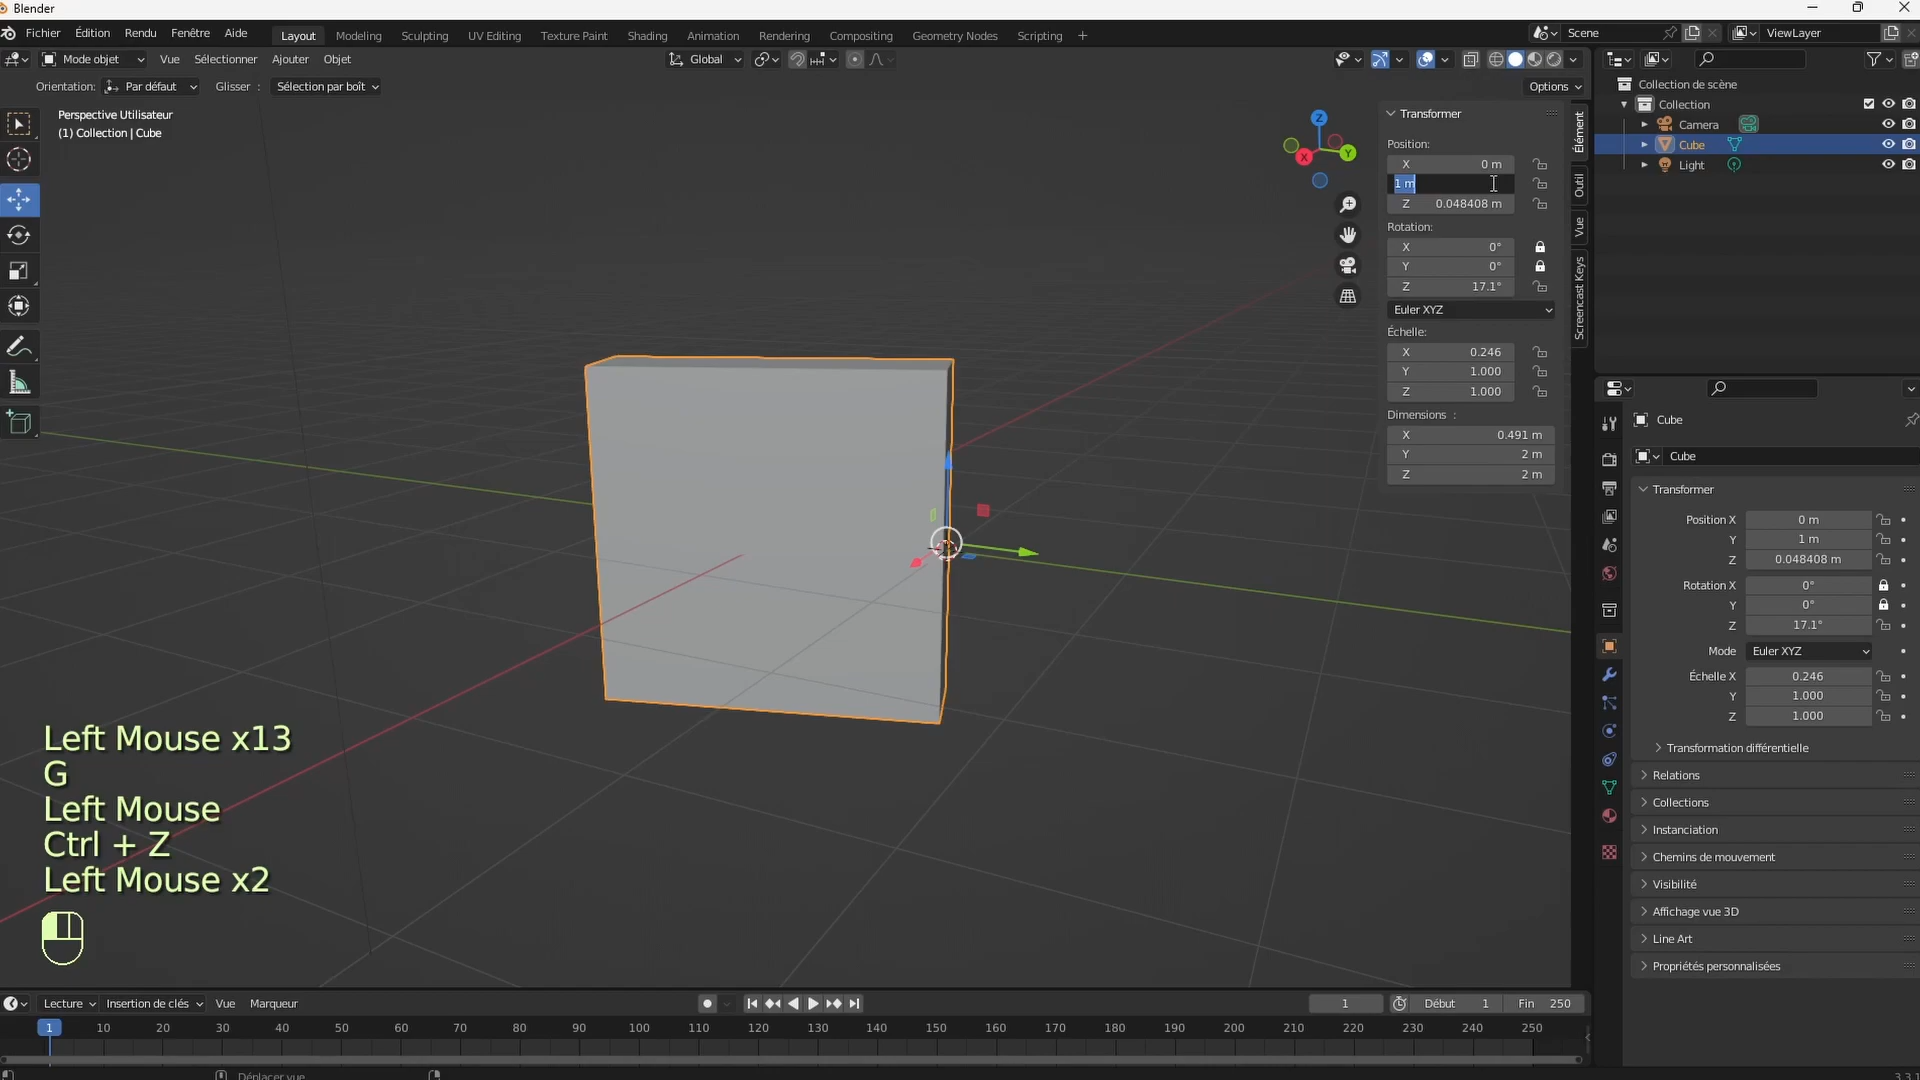 Blender
Fichier Édition Rendu Fenêtre Aide Layout Modeling Sculpting UV Editing Texture Paint Shading Animation Rendering Compositing Geometry Nodes Scripting + Scene ViewLayer
Mode objet Vue Sélectionner Ajouter Objet Global
Orientation: Par défaut Glisser : Sélection par boît Options
Perspective Utilisateur
(1) Collection | Cube
Z
Y
X
Transformer
Position:
X 0 m
1 m
Z 0.048408 m
Rotation:
X 0°
Y 0°
Z 17.1°
Euler XYZ
Échelle:
X 0.246
Y 1.000
Z 1.000
Dimensions :
X 0.491 m
Y 2 m
Z 2 m
Élément
Outil
Vue
Screencast Keys
Collection de scène
Collection
Camera
Cube
Light
Cube
Cube
Transformer
Position X 0 m
Y 1 m
Z 0.048408 m
Rotation X 0°
Y 0°
Z 17.1°
Mode Euler XYZ
Échelle X 0.246
Y 1.000
Z 1.000
Transformation différentielle
Relations
Collections
Instanciation
Chemins de mouvement
Visibilité
Affichage vue 3D
Line Art
Propriétés personnalisées
Left Mouse x13
G
Left Mouse
Ctrl + Z
Left Mouse x2
Lecture Insertion de clés Vue Marqueur 1 Début 1 Fin 250
1 10 20 30 40 50 60 70 80 90 100 110 120 130 140 150 160 170 180 190 200 210 220 230 240 250
Déplacer vue
3.3.1